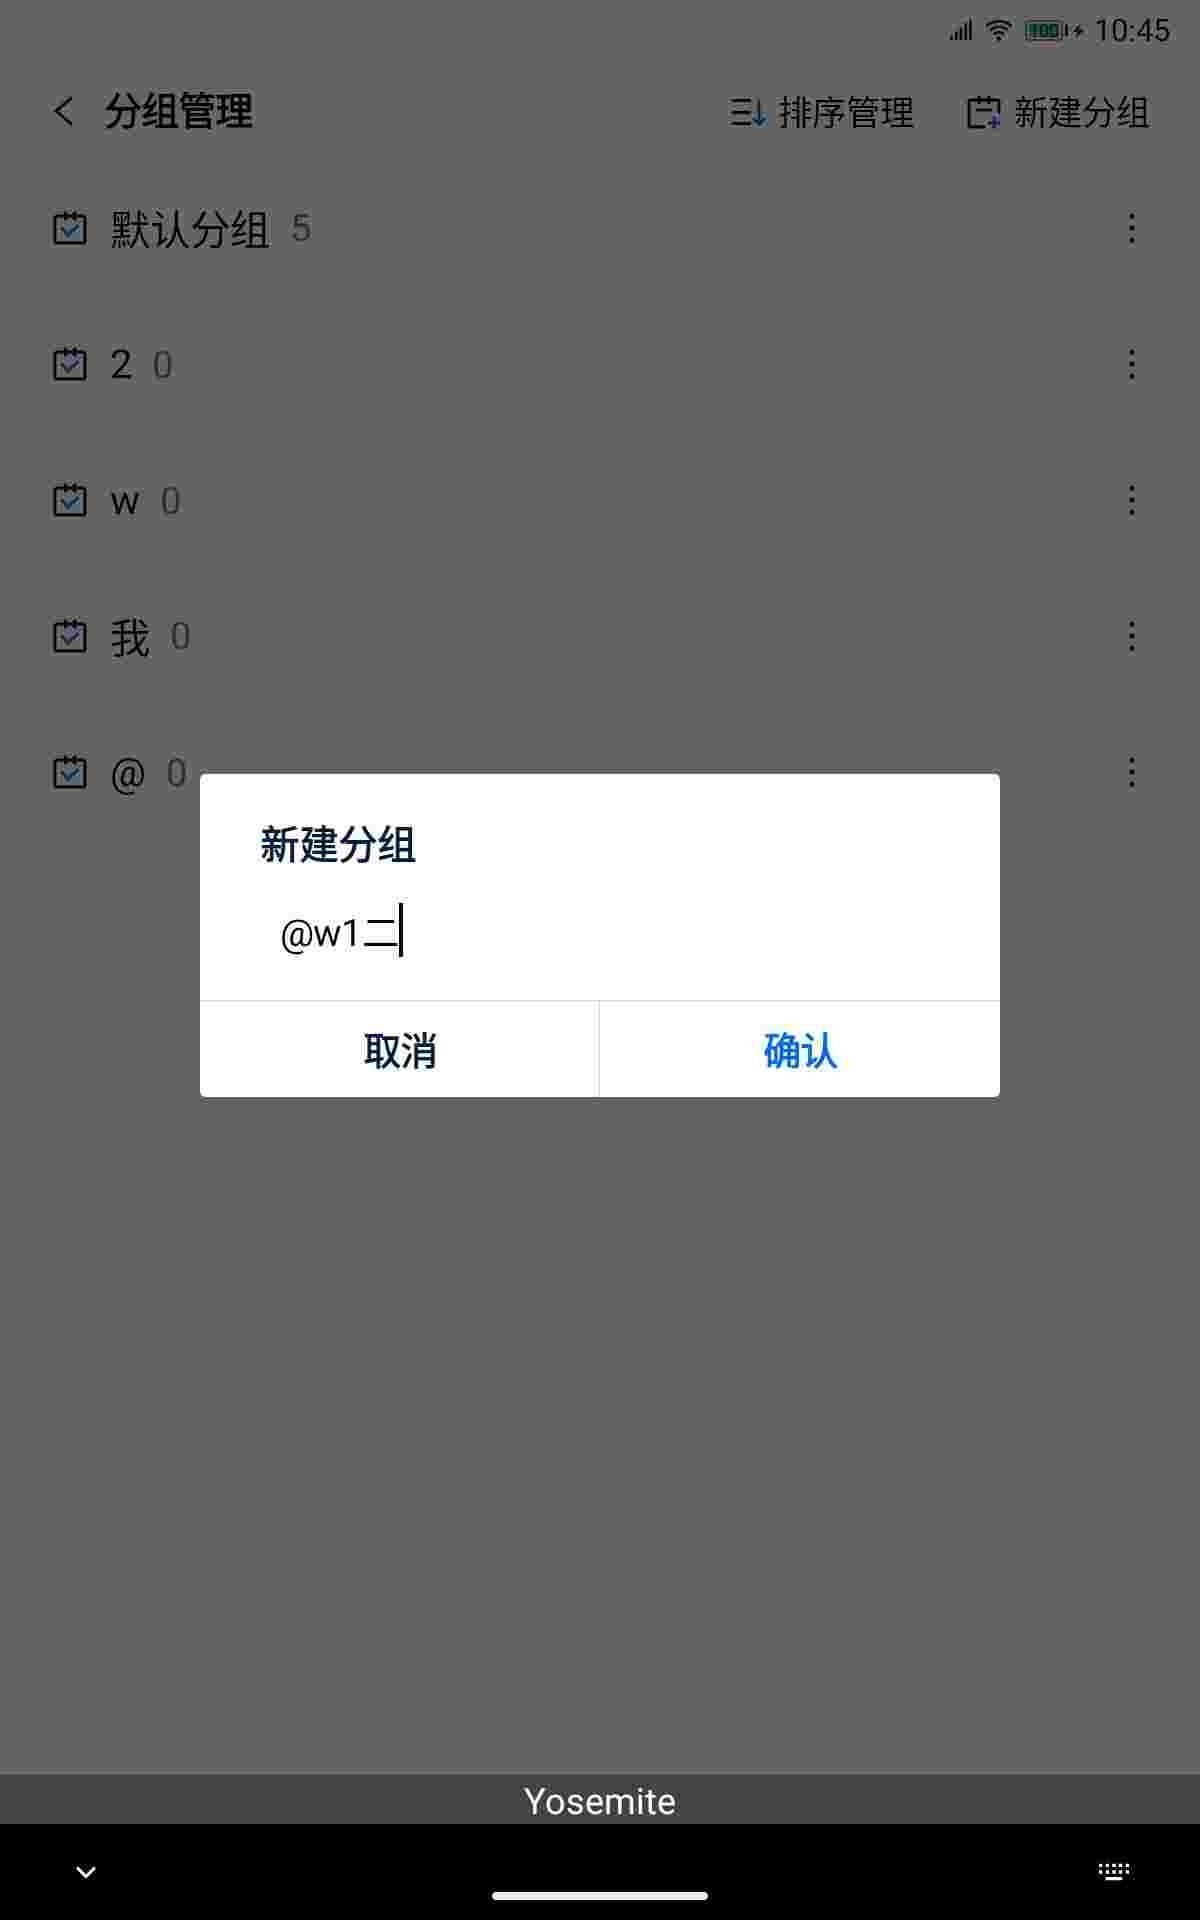 100 10:45
分组管理 排序管理 新建分组
默认分组 5
2 0
w 0
我 0
@ 0
新建分组
@w1二
取消 确认
Yosemite